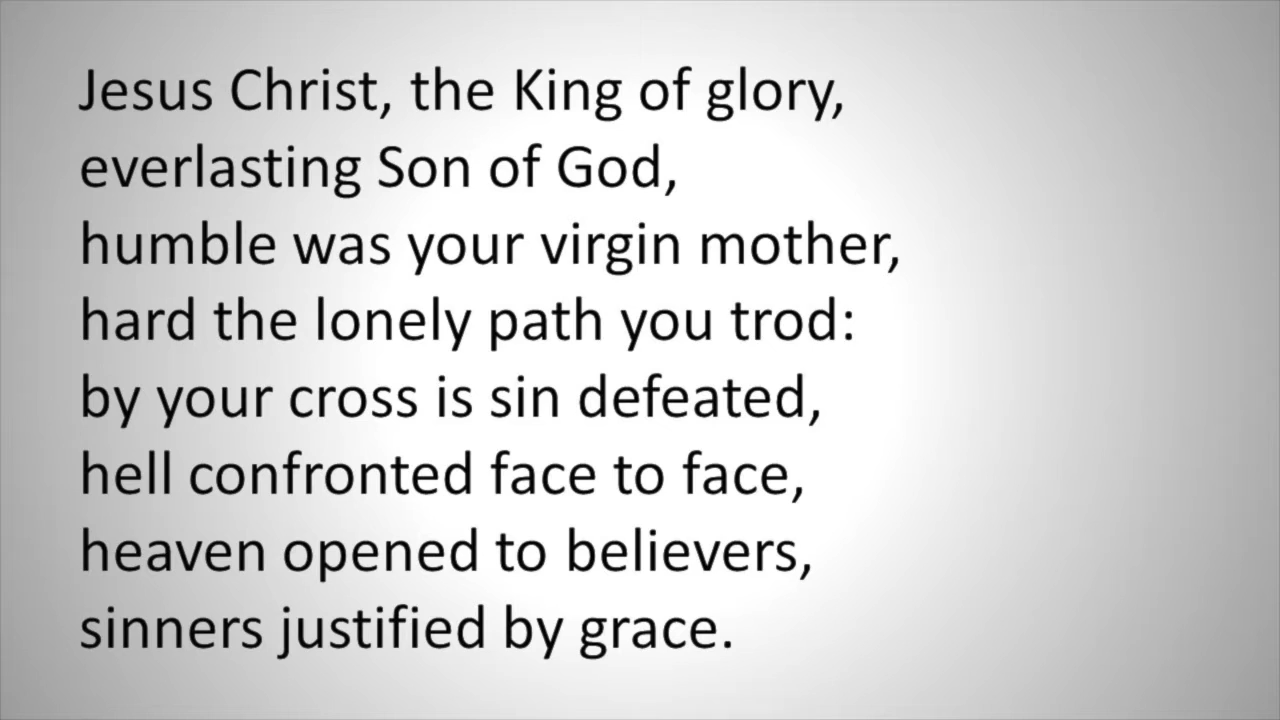 Jesus Christ, the King of glory,
everlasting Son of God,
humble was your virgin mother,
hard the lonely path you trod:
by your cross is sin defeated,
hell confronted face to face,
heaven opened to believers,
sinners justified by grace.